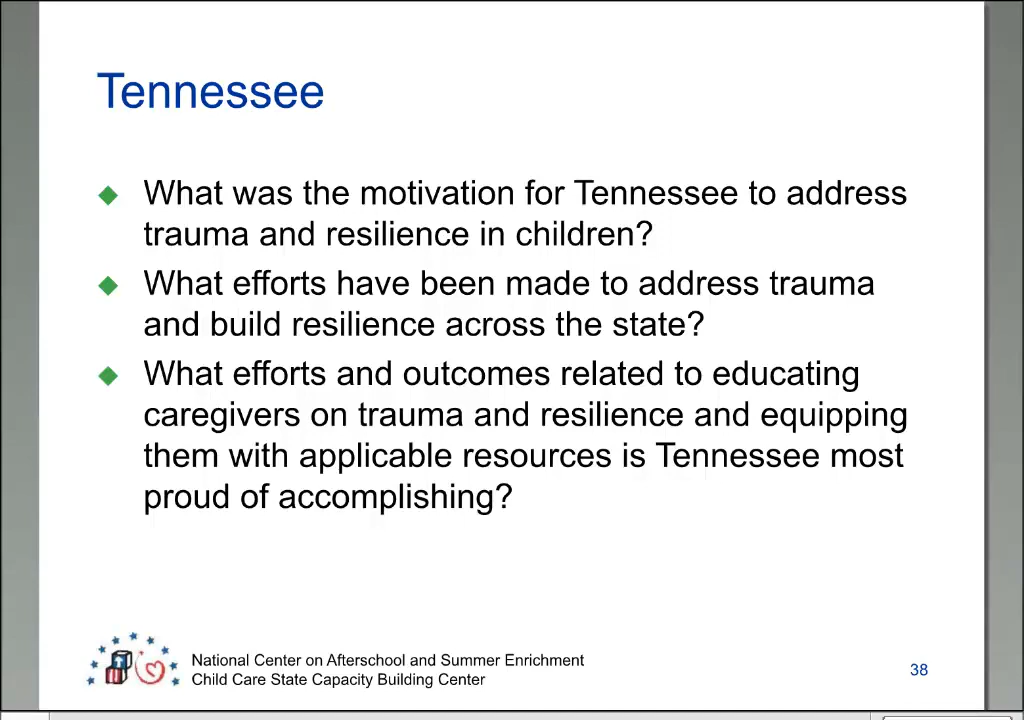 Tennessee
What was the motivation for Tennessee to address
trauma and resilience in children?
What efforts have been made to address trauma
and build resilience across the state?
What efforts and outcomes related to educating
caregivers on trauma and resilience and equipping
them with applicable resources is Tennessee most
proud of accomplishing?
National Center on Afterschool and Summer Enrichment
Child Care State Capacity Building Center
38